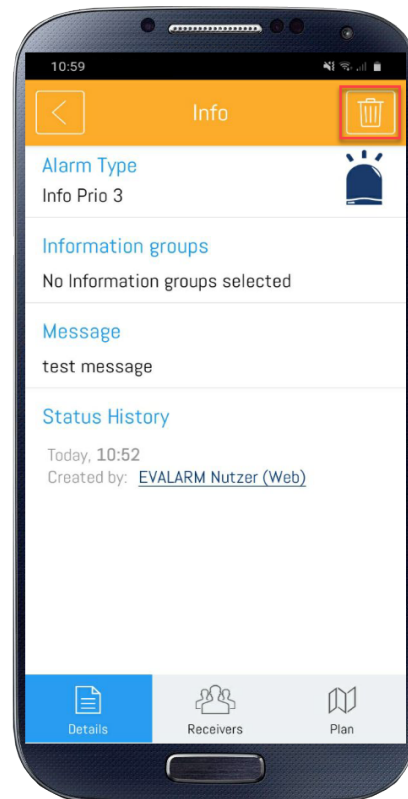 10:59
Info
Alarm Type
Info Prio 3
Information groups
No Information groups selected
Message
test message
Status History
Today, 10:52
Created by: EVALARM Nutzer (Web)
Details
Receivers
Plan